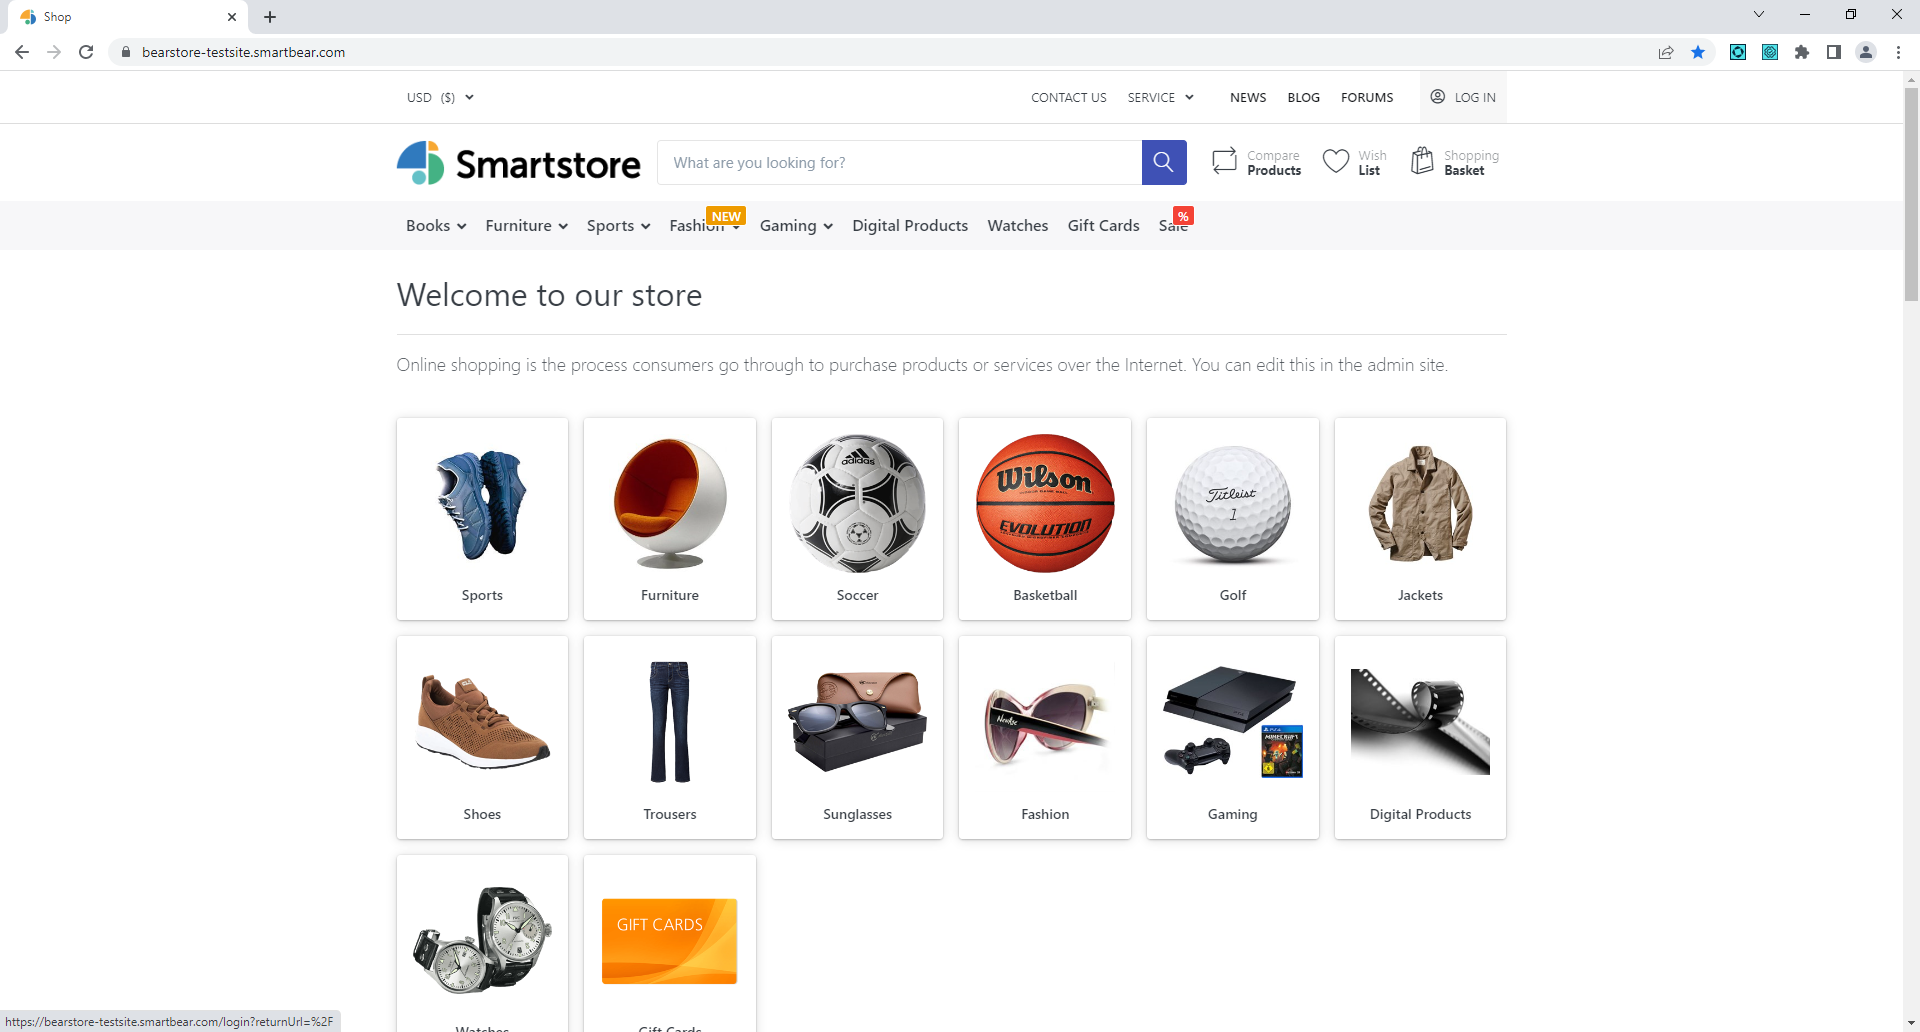 Shop
bearstore-testsite.smartbear.com
USD ($)
CONTACT US SERVICE NEWS BLOG FORUMS LOG IN
Smartstore
What are you looking for?
Compare
Products
Wish
List
Shopping
Basket
Books Furniture Sports Fashion NEW Gaming Digital Products Watches Gift Cards Sale %
Welcome to our store
Online shopping is the process consumers go through to purchase products or services over the Internet. You can edit this in the admin site.
adidas
Wilson
EVOLUTION
Titleist
1
Sports Furniture Soccer Basketball Golf Jackets
PS4
MINECRAFT
Shoes Trousers Sunglasses Fashion Gaming Digital Products
GIFT CARDS
Watches Gift Cards
https://bearstore-testsite.smartbear.com/login?returnUrl=%2F